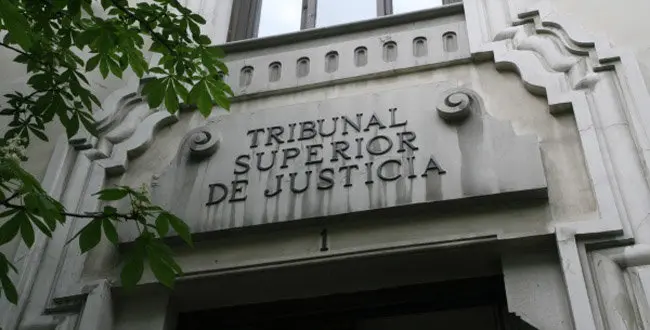 TRIBUNAL
SUPERIOR
DE JUSTICIA
1